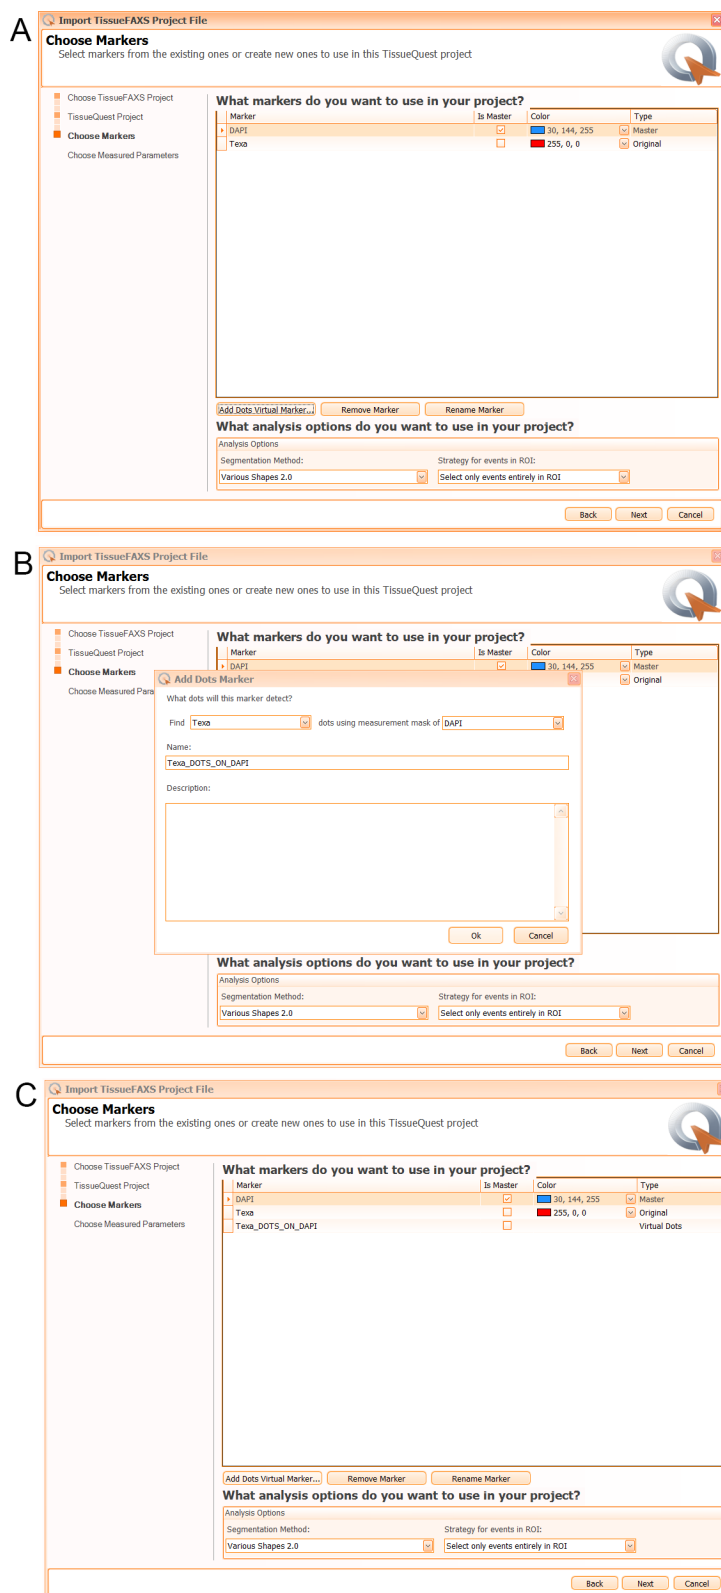 A
Import TissueFAXS Project File
Choose Markers
Select markers from the existing ones or create new ones to use in this TissueQuest project
Choose TissueFAXS Project
TissueQuest Project
Choose Markers
Choose Measured Parameters
What markers do you want to use in your project?
Marker Is Master Color Type
DAPI 30, 144, 255 Master
Texa 255, 0, 0 Original
Add Dots Virtual Marker... Remove Marker Rename Marker
What analysis options do you want to use in your project?
Analysis Options
Segmentation Method: Strategy for events in ROI:
Various Shapes 2.0 Select only events entirely in ROI
Back Next Cancel
B
Import TissueFAXS Project File
Choose Markers
Select markers from the existing ones or create new ones to use in this TissueQuest project
Choose TissueFAXS Project
TissueQuest Project
Choose Markers
Choose Measured Para
What markers do you want to use in your project?
Marker Is Master Color Type
DAPI 30, 144, 255 Master
Original
Add Dots Marker
What dots will this marker detect?
Find Texa dots using measurement mask of DAPI
Name:
Texa_DOTS_ON_DAPI
Description:
Ok Cancel
What analysis options do you want to use in your project?
Analysis Options
Segmentation Method: Strategy for events in ROI:
Various Shapes 2.0 Select only events entirely in ROI
Back Next Cancel
C
Import TissueFAXS Project File
Choose Markers
Select markers from the existing ones or create new ones to use in this TissueQuest project
Choose TissueFAXS Project
TissueQuest Project
Choose Markers
Choose Measured Parameters
What markers do you want to use in your project?
Marker Is Master Color Type
DAPI 30, 144, 255 Master
Texa 255, 0, 0 Original
Texa_DOTS_ON_DAPI Virtual Dots
Add Dots Virtual Marker... Remove Marker Rename Marker
What analysis options do you want to use in your project?
Analysis Options
Segmentation Method: Strategy for events in ROI:
Various Shapes 2.0 Select only events entirely in ROI
Back Next Cancel